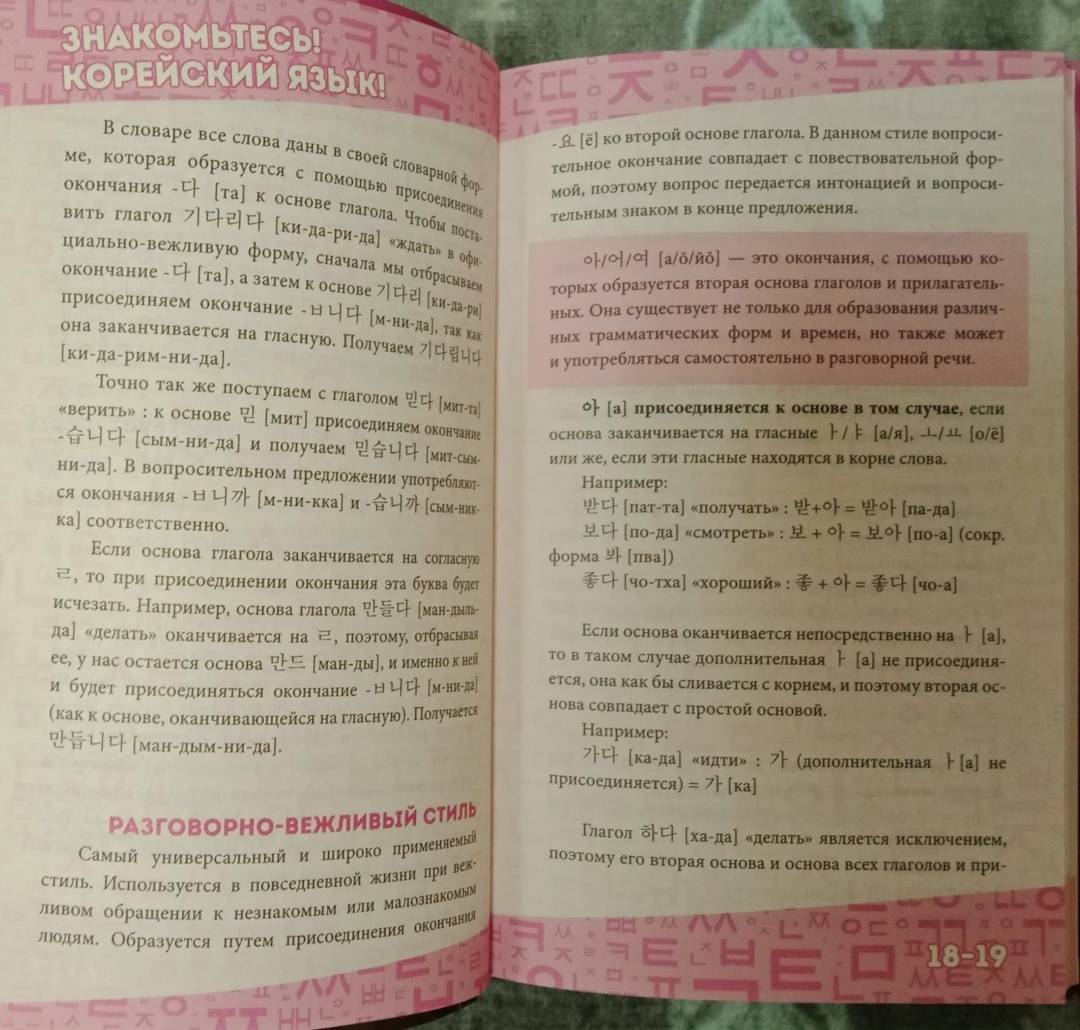 ЗНАКОМЬТЕСЬ!
КОРЕЙСКИЙ ЯЗЫК!
В словаре все слова даны в своей словарной фор-
ме, которая образуется с помощью присоединения
окончания -다 [та] к основе глагола. Чтобы поста-
вить глагол 기다리다 [ки-да-ри-да] «ждать» в офи-
циально-вежливую форму, сначала мы отбрасываем
окончание -다 [та], а затем к основе 기다리 [ки-да-ри]
присоединяем окончание -ㅂ니다 [м-ни-да], так как
она заканчивается на гласную. Получаем 기다립니다
[ки-да-рим-ни-да].
Точно так же поступаем с глаголом 믿다 [мит-та]
«верить» : к основе 믿 [мит] присоединяем окончание
-습니다 [сым-ни-да] и получаем 믿습니다 [мит-сым-
ни-да]. В вопросительном предложении употребляют-
ся окончания -ㅂ니까 [м-ни-кка] и -습니까 [сым-ник-
ка] соответственно.
Если основа глагола заканчивается на согласную
ㄹ, то при присоединении окончания эта буква будет
исчезать. Например, основа глагола 만들다 [ман-дыль-
да] «делать» оканчивается на ㄹ, поэтому, отбрасывая
ее, у нас остается основа 만드 [ман-ды], и именно к ней
и будет присоединяться окончание -ㅂ니다 [м-ни-да]
(как к основе, оканчивающейся на гласную). Получается
만듭니다 [ман-дым-ни-да].
РАЗГОВОРНО-ВЕЖЛИВЫЙ СТИЛЬ
Самый универсальный и широко применяемый
стиль. Используется в повседневной жизни при веж-
ливом обращении к незнакомым или малознакомым
людям. Образуется путем присоединения окончания
-요 [ё] ко второй основе глагола. В данном стиле вопроси-
тельное окончание совпадает с повествовательной фор-
мой, поэтому вопрос передается интонацией и вопроси-
тельным знаком в конце предложения.
아/어/여 [а/ŏ/йŏ] — это окончания, с помощью ко-
торых образуется вторая основа глаголов и прилагатель-
ных. Она существует не только для образования различ-
ных грамматических форм и времен, но также может
и употребляться самостоятельно в разговорной речи.
아 [а] присоединяется к основе в том случае, если
основа заканчивается на гласные ㅏ/ㅑ [а/я], ㅗ/ㅛ [о/ё]
или же, если эти гласные находятся в корне слова.
Например:
받다 [пат-та] «получать» : 받+아 = 받아 [па-да]
보다 [по-да] «смотреть» : 보 + 아 = 보아 [по-а] (сокр.
форма 봐 [пва])
좋다 [чо-тха] «хороший» : 좋 + 아 = 좋다 [чо-а]
Если основа оканчивается непосредственно на ㅏ [а],
то в таком случае дополнительная ㅏ [а] не присоединя-
ется, она как бы сливается с корнем, и поэтому вторая ос-
нова совпадает с простой основой.
Например:
가다 [ка-да] «идти» : 가 (дополнительная ㅏ[а] не
присоединяется) = 가 [ка]
Глагол 하다 [ха-да] «делать» является исключением,
поэтому его вторая основа и основа всех глаголов и при-
18–19